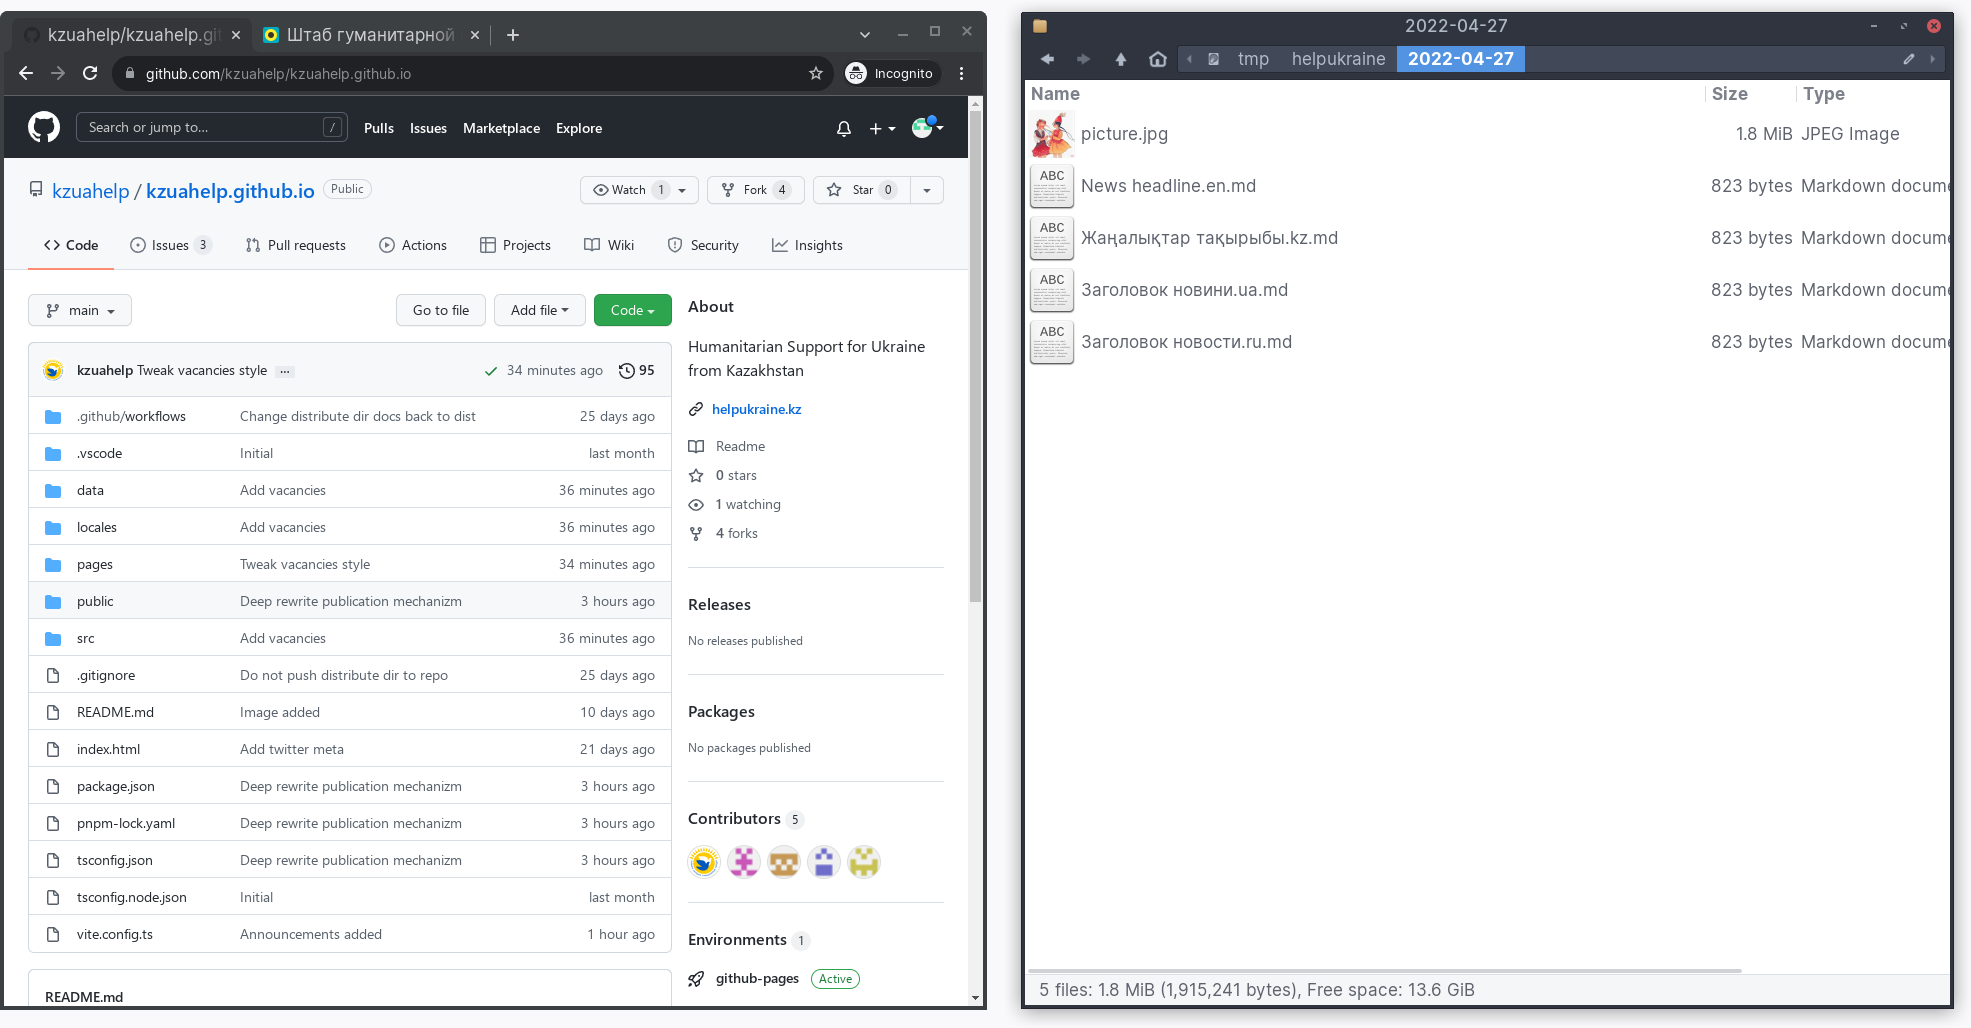 kzuahelp/kzuahelp.git
Штаб гуманитарной
github.com/kzuahelp/kzuahelp.github.io
Incognito
Search or jump to...
/
Pulls
Issues
Marketplace
Explore
kzuahelp / kzuahelp.github.io
Public
Watch 1
Fork 4
Star 0
Code
Issues 3
Pull requests
Actions
Projects
Wiki
Security
Insights
main
Go to file
Add file
Code
kzuahelp Tweak vacancies style ... 34 minutes ago 95
.github/workflows Change distribute dir docs back to dist 25 days ago
.vscode Initial last month
data Add vacancies 36 minutes ago
locales Add vacancies 36 minutes ago
pages Tweak vacancies style 34 minutes ago
public Deep rewrite publication mechanizm 3 hours ago
src Add vacancies 36 minutes ago
.gitignore Do not push distribute dir to repo 25 days ago
README.md Image added 10 days ago
index.html Add twitter meta 21 days ago
package.json Deep rewrite publication mechanizm 3 hours ago
pnpm-lock.yaml Deep rewrite publication mechanizm 3 hours ago
tsconfig.json Deep rewrite publication mechanizm 3 hours ago
tsconfig.node.json Initial last month
vite.config.ts Announcements added 1 hour ago
README.md
About
Humanitarian Support for Ukraine
from Kazakhstan
helpukraine.kz
Readme
0 stars
1 watching
4 forks
Releases
No releases published
Packages
No packages published
Contributors 5
Environments 1
github-pages Active
2022-04-27
tmp helpukraine 2022-04-27
Name Size Type
picture.jpg 1.8 MiB JPEG Image
ABC News headline.en.md 823 bytes Markdown docume
ABC Жаңалықтар тақырыбы.kz.md 823 bytes Markdown docume
ABC Заголовок новини.ua.md 823 bytes Markdown docume
ABC Заголовок новости.ru.md 823 bytes Markdown docume
5 files: 1.8 MiB (1,915,241 bytes), Free space: 13.6 GiB